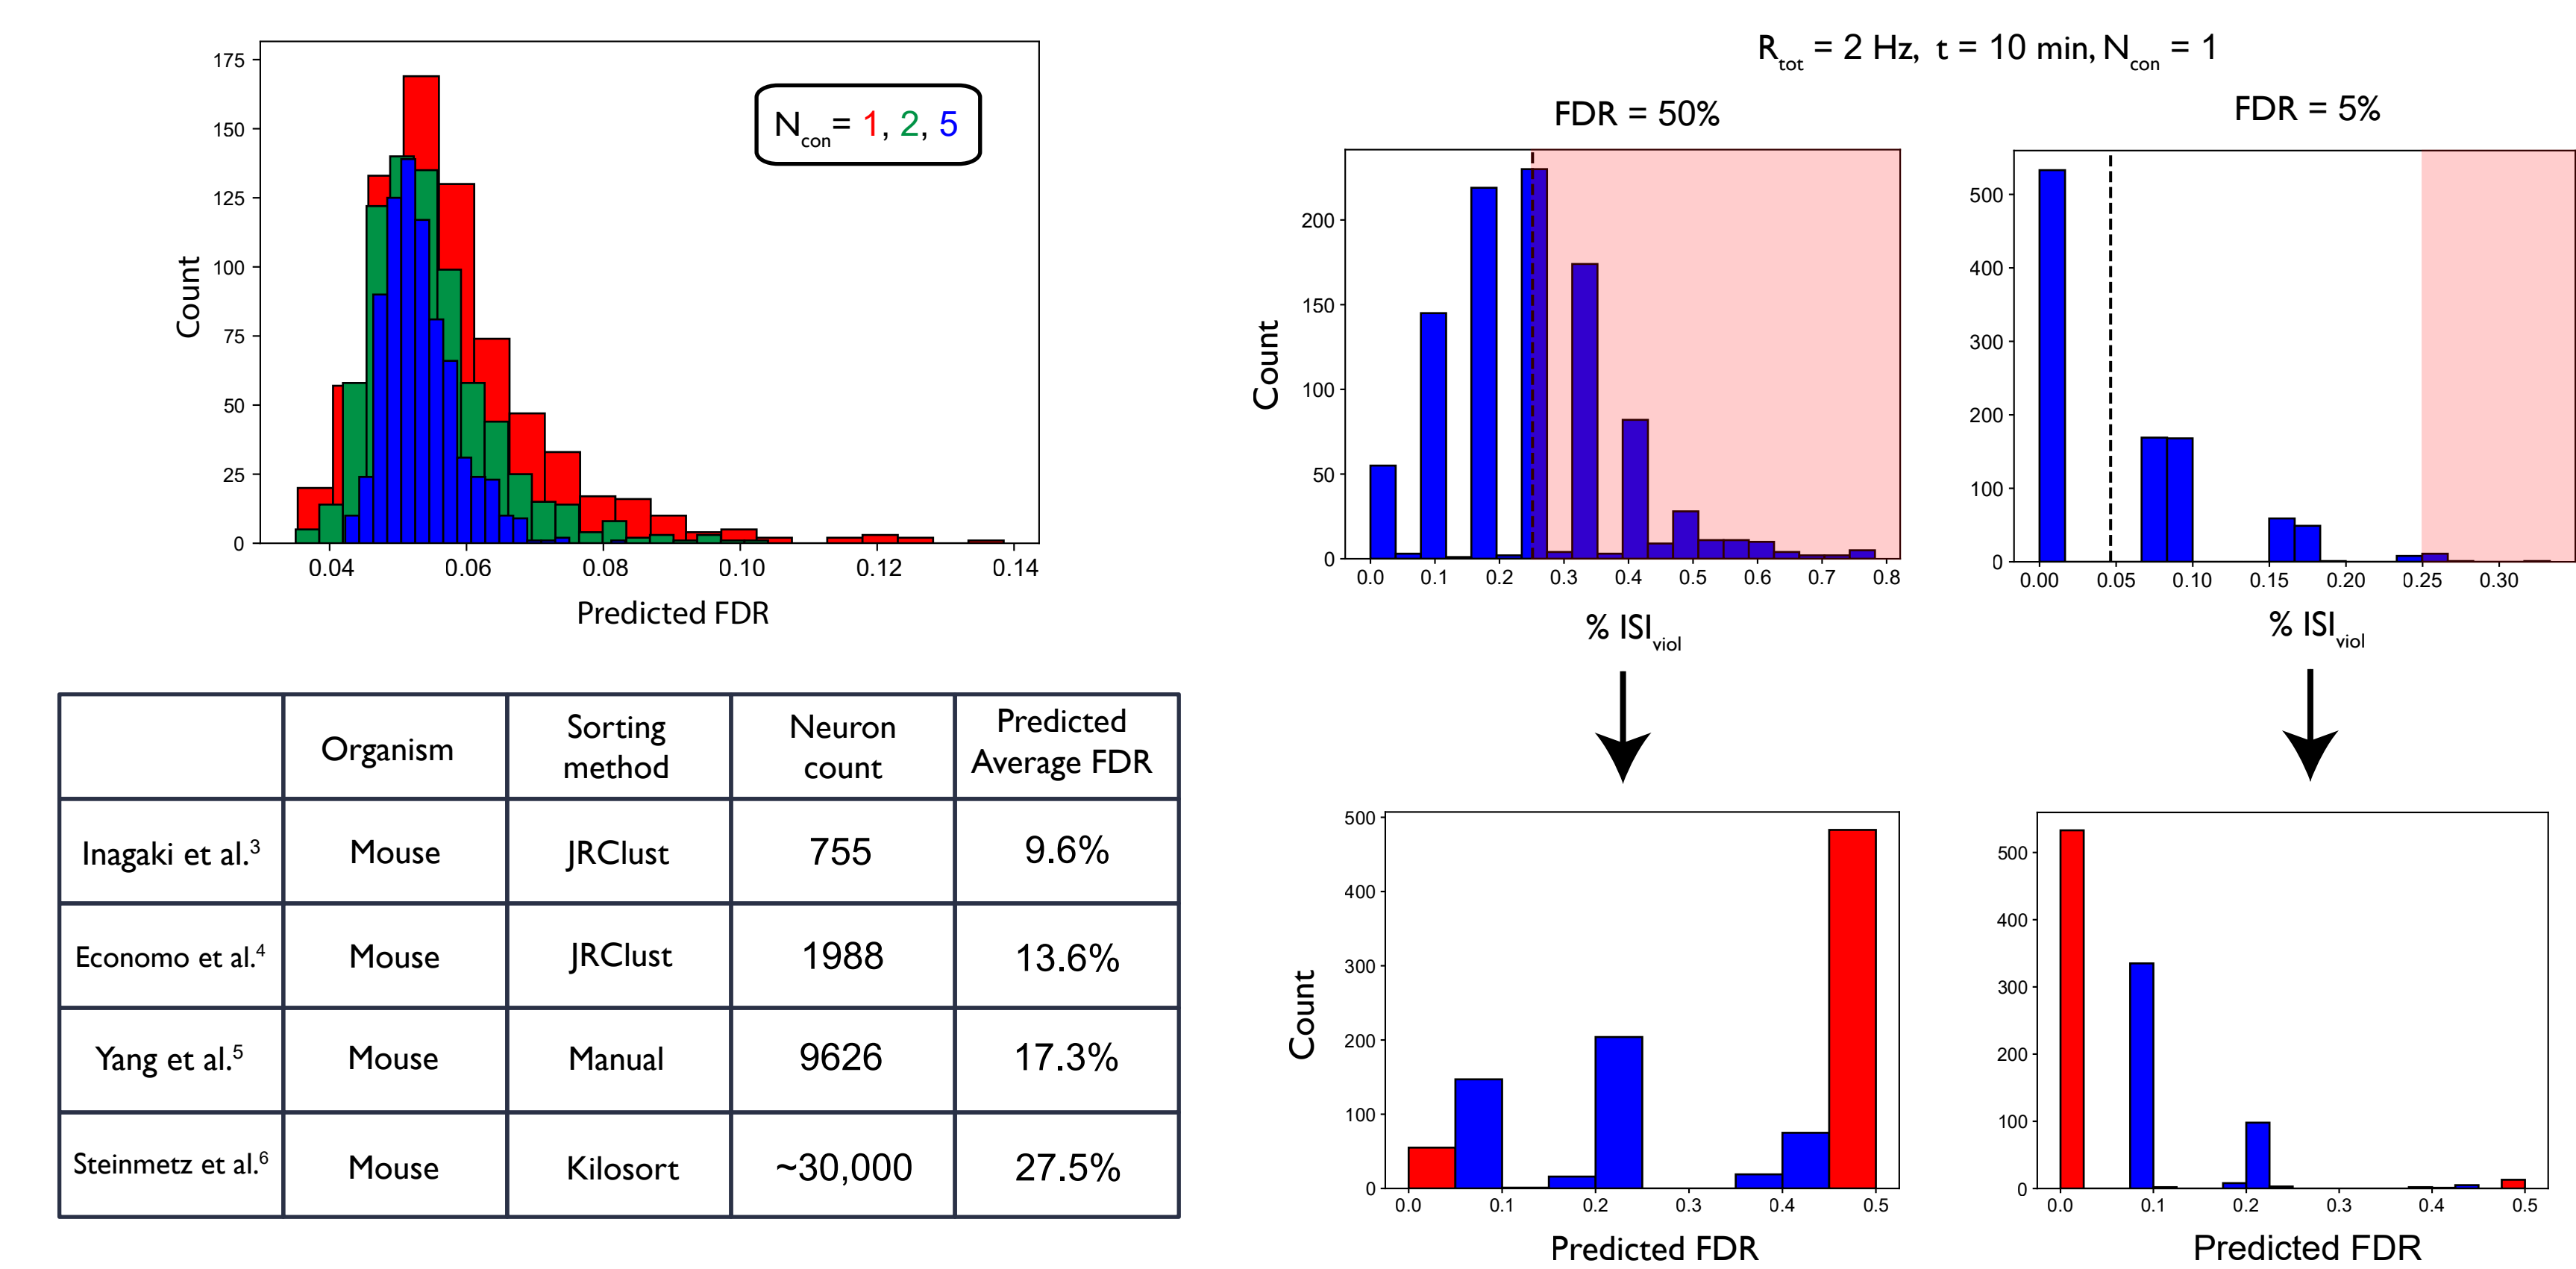 175
150
125
100
75
50
25
0
Count
N_con = 1, 2, 5
0.04 0.06 0.08 0.10 0.12 0.14
Predicted FDR
Organism
Sorting method
Neuron count
Predicted Average FDR
Inagaki et al.³ Mouse JRClust 755 9.6%
Economo et al.⁴ Mouse JRClust 1988 13.6%
Yang et al.⁵ Mouse Manual 9626 17.3%
Steinmetz et al.⁶ Mouse Kilosort ~30,000 27.5%
R_tot = 2 Hz, t = 10 min, N_con = 1
FDR = 50%
200
150
100
50
0
Count
0.0 0.1 0.2 0.3 0.4 0.5 0.6 0.7 0.8
% ISI_viol
FDR = 5%
500
400
300
200
100
0
0.00 0.05 0.10 0.15 0.20 0.25 0.30
% ISI_viol
500
400
300
200
100
0
Count
0.0 0.1 0.2 0.3 0.4 0.5
Predicted FDR
500
400
300
200
100
0
0.0 0.1 0.2 0.3 0.4 0.5
Predicted FDR